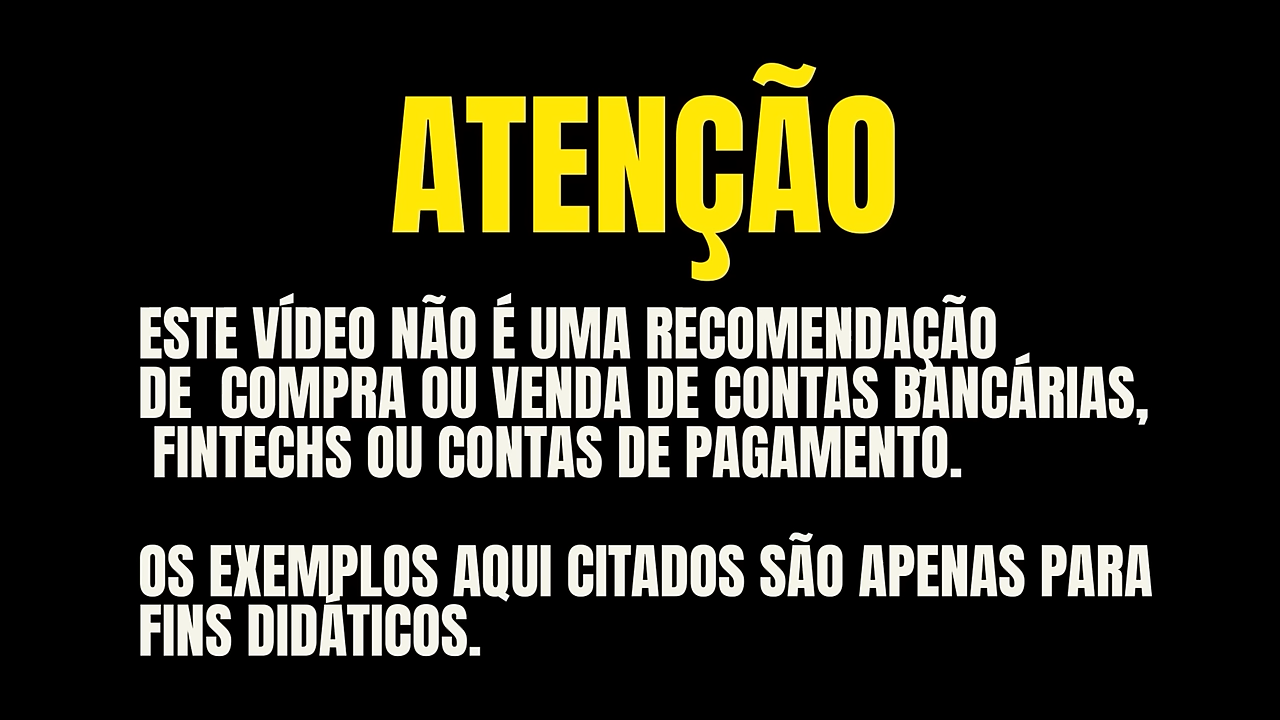 ATENÇÃO
ESTE VÍDEO NÃO É UMA RECOMENDAÇÃO
DE COMPRA OU VENDA DE CONTAS BANCÁRIAS,
FINTECHS OU CONTAS DE PAGAMENTO.
OS EXEMPLOS AQUI CITADOS SÃO APENAS PARA
FINS DIDÁTICOS.